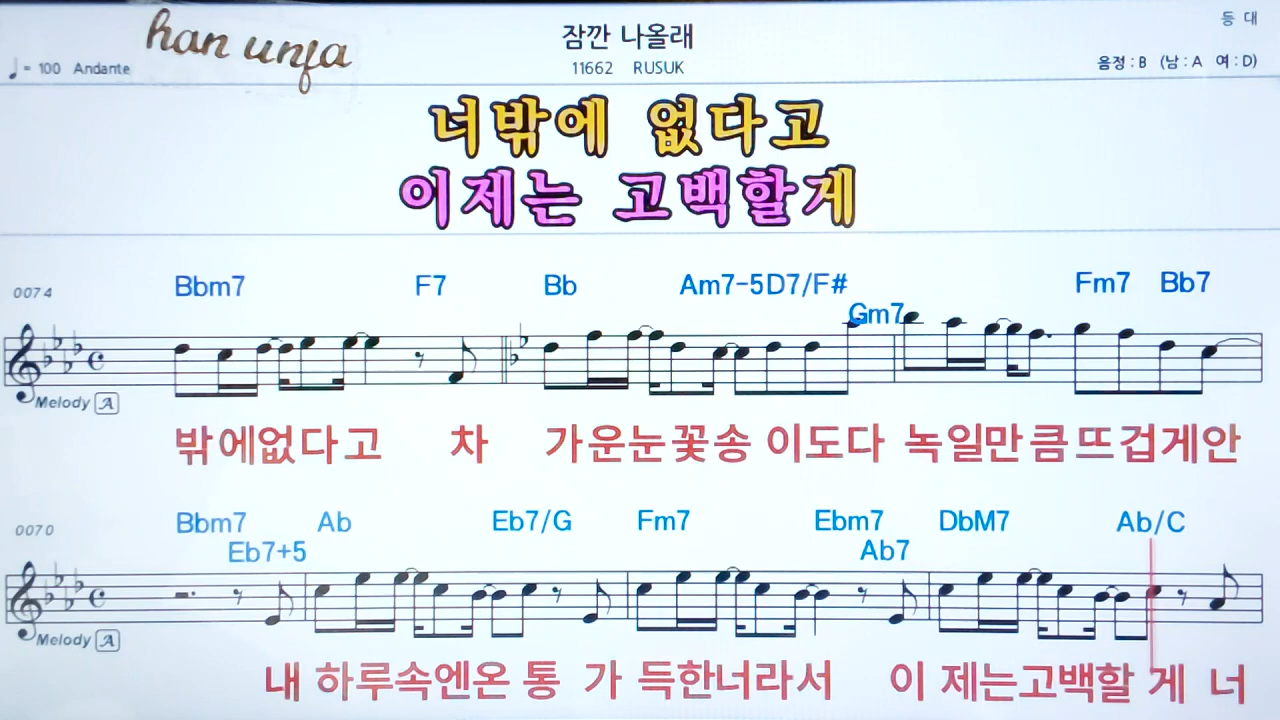 han unja
잠깐 나올래
등 대
♩= 100 Andante
11662 RUSUK
음정 : B (남 : A 여 : D)
너밖에 없다고
이제는 고백할게
0074 Bbm7 F7 Bb Am7-5 D7/F# Gm7 Fm7 Bb7
Melody A
밖에없다고 차 가운눈꽃송 이도다 녹일만큼뜨겁게안
0070 Bbm7 Eb7+5 Ab Eb7/G Fm7 Ebm7 Ab7 DbM7 Ab/C
Melody A
내 하루속엔온 통 가 득한너라서 이 제는고백할 게 너